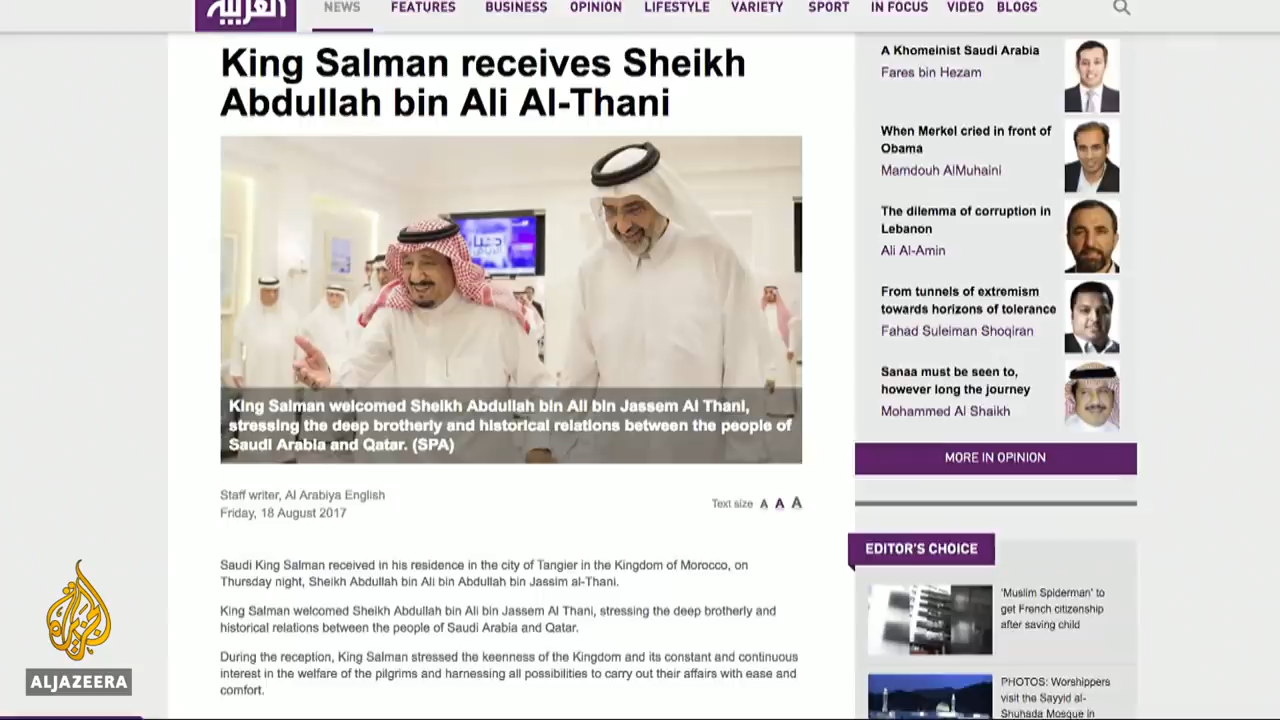 العربية
NEWS
FEATURES
BUSINESS
OPINION
LIFESTYLE
VARIETY
SPORT
IN FOCUS
VIDEO
BLOGS
King Salman receives Sheikh
Abdullah bin Ali Al-Thani
King Salman welcomed Sheikh Abdullah bin Ali bin Jassem Al Thani,
stressing the deep brotherly and historical relations between the people of
Saudi Arabia and Qatar. (SPA)
Staff writer, Al Arabiya English
Friday, 18 August 2017
Text size A A A
Saudi King Salman received in his residence in the city of Tangier in the Kingdom of Morocco, on
Thursday night, Sheikh Abdullah bin Ali bin Abdullah bin Jassim al-Thani.
King Salman welcomed Sheikh Abdullah bin Ali bin Jassem Al Thani, stressing the deep brotherly and
historical relations between the people of Saudi Arabia and Qatar.
During the reception, King Salman stressed the keenness of the Kingdom and its constant and continuous
interest in the welfare of the pilgrims and harnessing all possibilities to carry out their affairs with ease and
comfort.
A Khomeinist Saudi Arabia
Fares bin Hezam
When Merkel cried in front of
Obama
Mamdouh AlMuhaini
The dilemma of corruption in
Lebanon
Ali Al-Amin
From tunnels of extremism
towards horizons of tolerance
Fahad Suleiman Shoqiran
Sanaa must be seen to,
however long the journey
Mohammed Al Shaikh
MORE IN OPINION
EDITOR'S CHOICE
'Muslim Spiderman' to
get French citizenship
after saving child
PHOTOS: Worshippers
visit the Sayyid al-
Shuhada Mosque in
ALJAZEERA